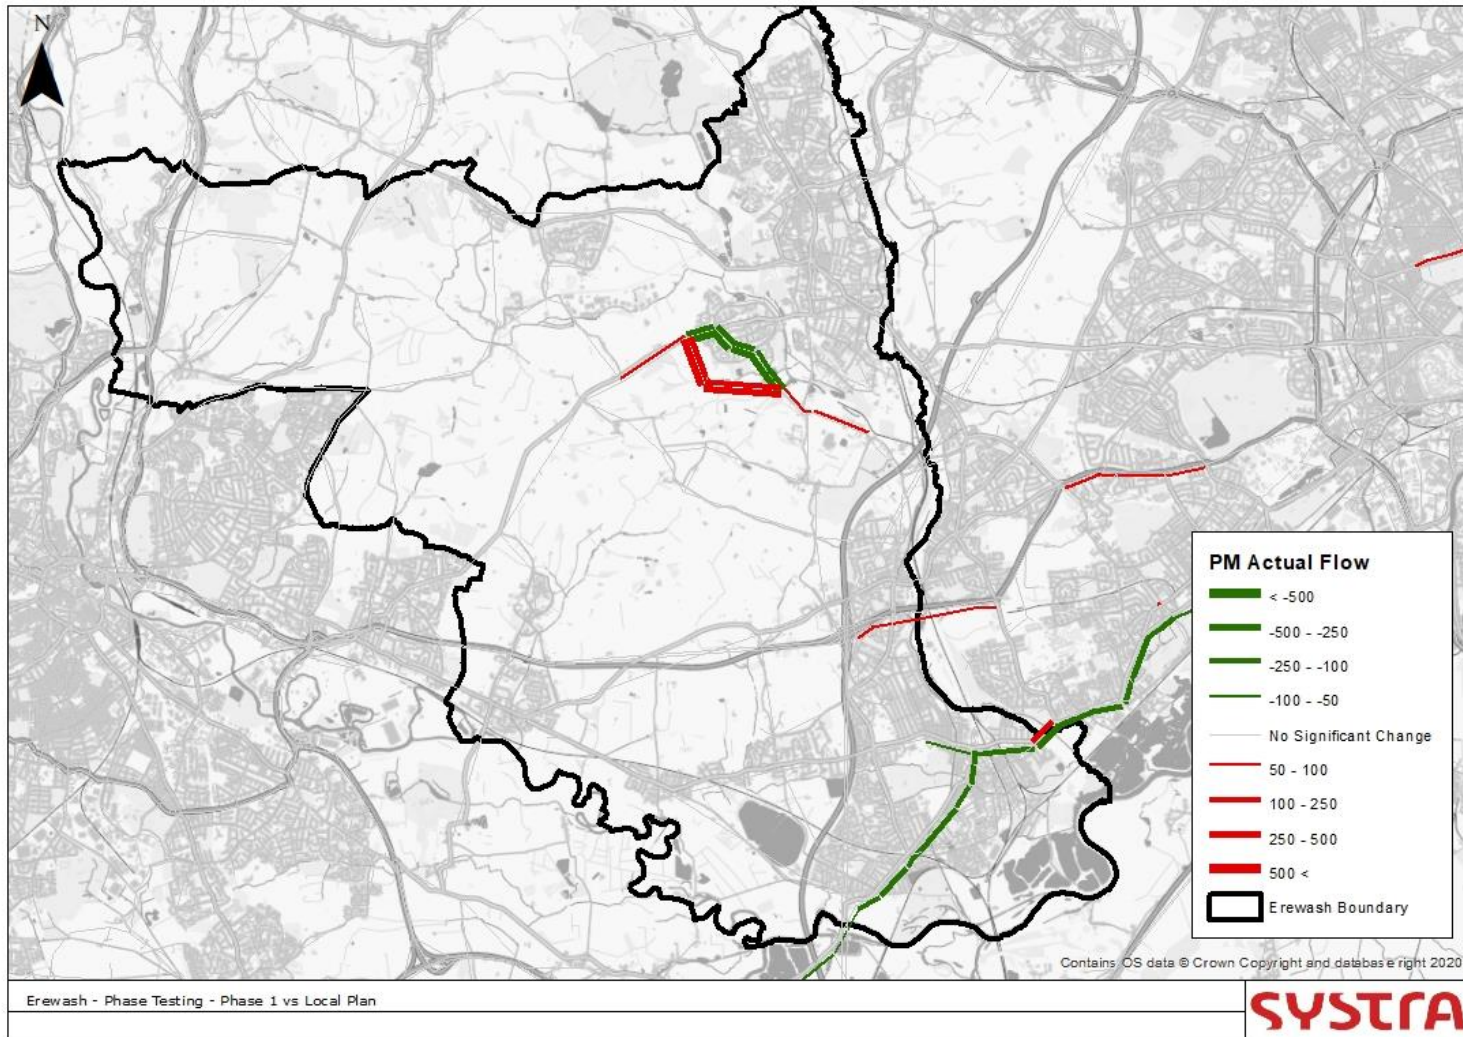 N
PM Actual Flow
< -500
-500 - -250
-250 - -100
-100 - -50
No Significant Change
50 - 100
100 - 250
250 - 500
500 <
Erewash Boundary
Contains OS data © Crown Copyright and database right 2020
Erewash - Phase Testing - Phase 1 vs Local Plan
SYSTRA